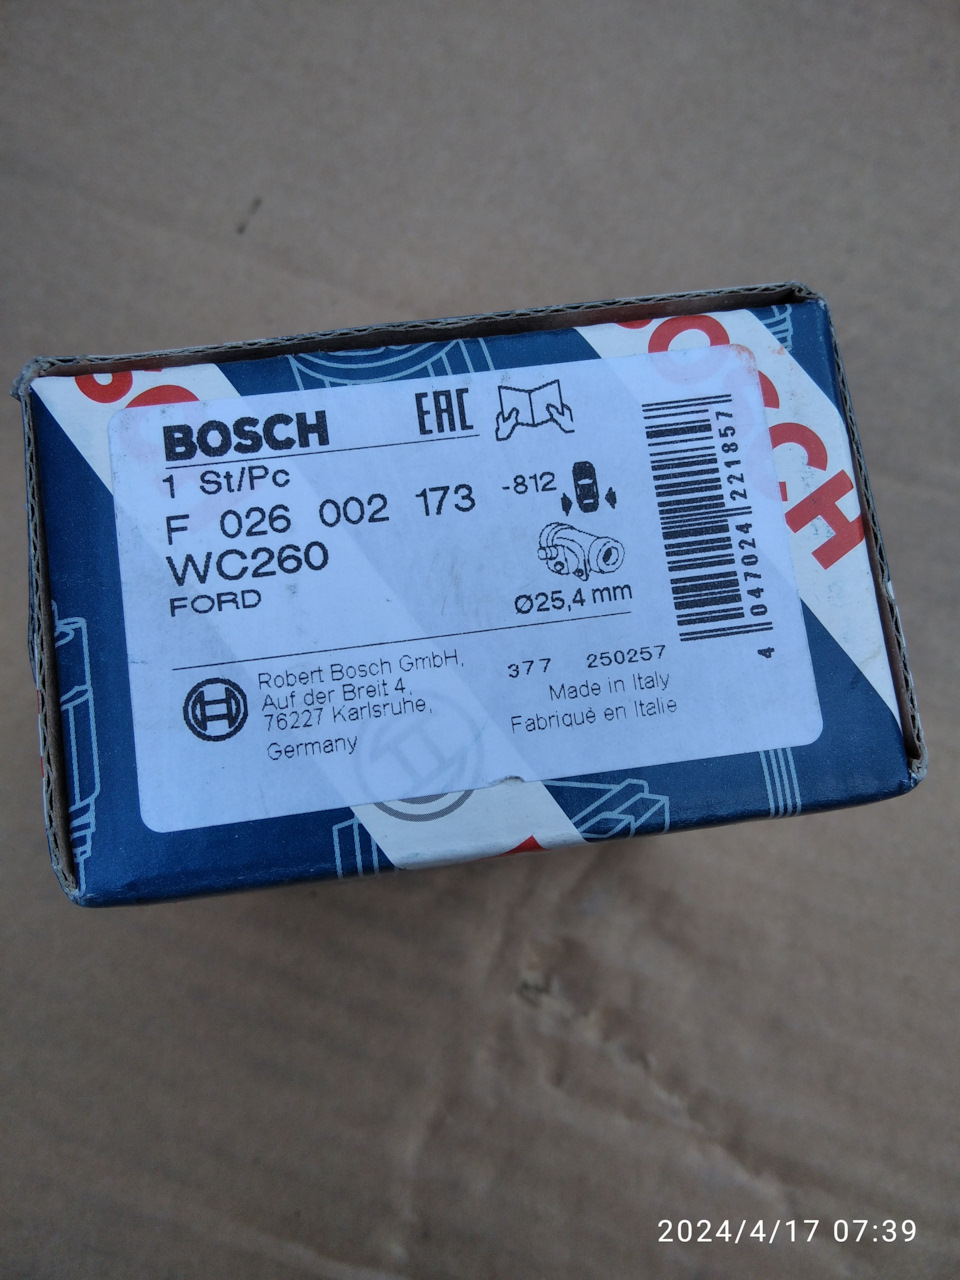 BOSCH
EAC
1 St/Pc
F 026 002 173 -812
WC260
FORD
Ø25,4 mm
Robert Bosch GmbH,
Auf der Breit 4,
76227 Karlsruhe,
Germany
377 250257
Made in Italy
Fabriqué en Italie
4 047024 221857
2024/4/17 07:39